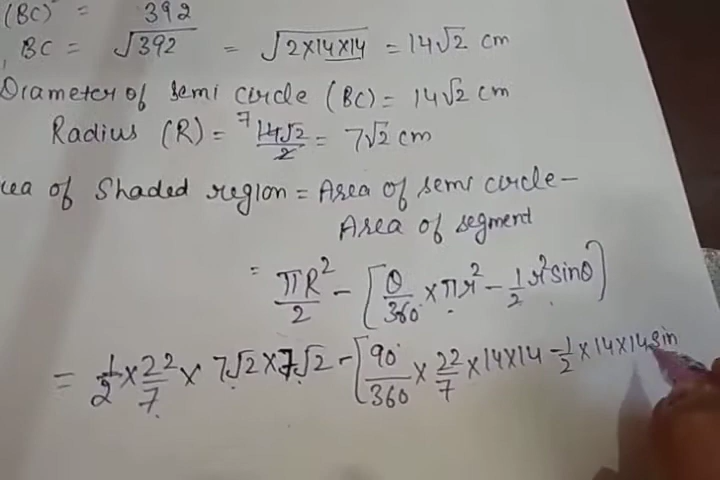 (BC) = 392
BC = √392 = √2×14×14 = 14√2 cm
Diameter of semi circle (BC) = 14√2 cm
Radius (R) = 7 14√2/2 = 7√2 cm
rea of Shaded region = Area of semi circle –
Area of segment
= πR²/2 – [θ/360 × πr² – 1/2 r² sinθ]
= 1/2 × 22/7 × 7√2 × 7√2 – [90°/360 × 22/7 × 14×14 – 1/2 × 14×14 sin